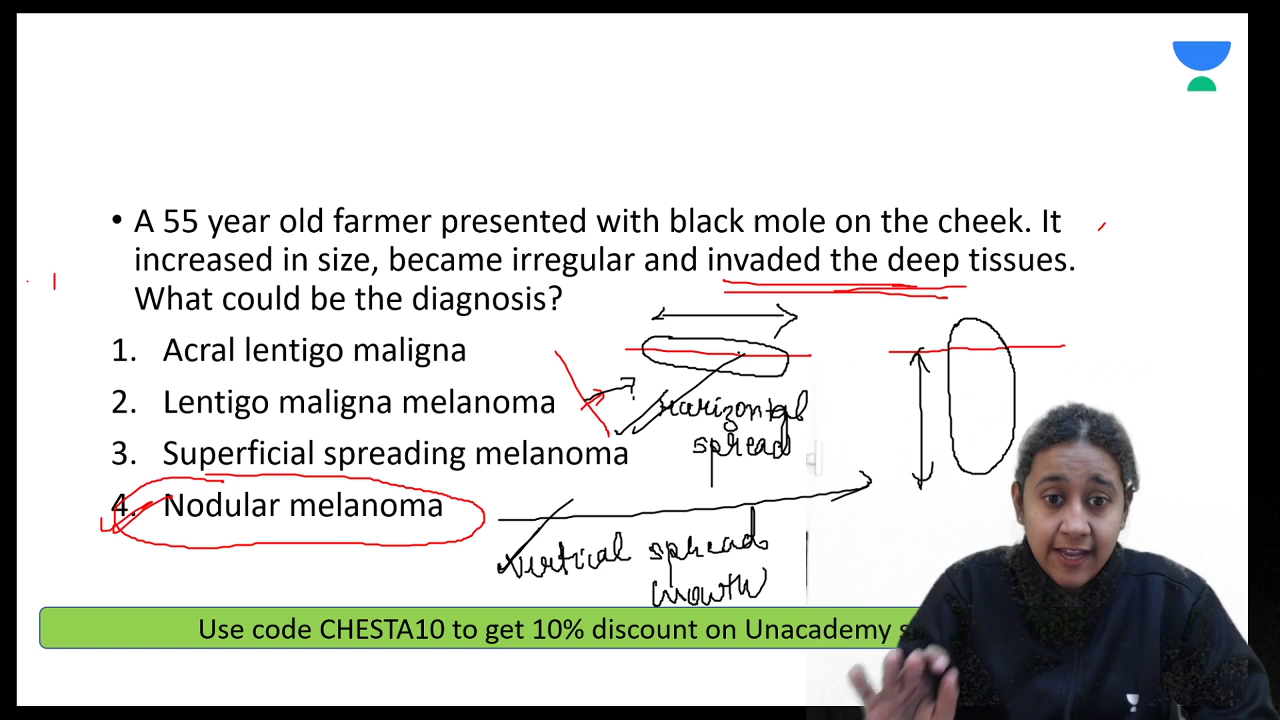 • A 55 year old farmer presented with black mole on the cheek. It
increased in size, became irregular and invaded the deep tissues.
What could be the diagnosis?
1. Acral lentigo maligna
2. Lentigo maligna melanoma
3. Superficial spreading melanoma
4. Nodular melanoma
Horizontal
spread
Vertical spread
growth
Use code CHESTA10 to get 10% discount on Unacademy